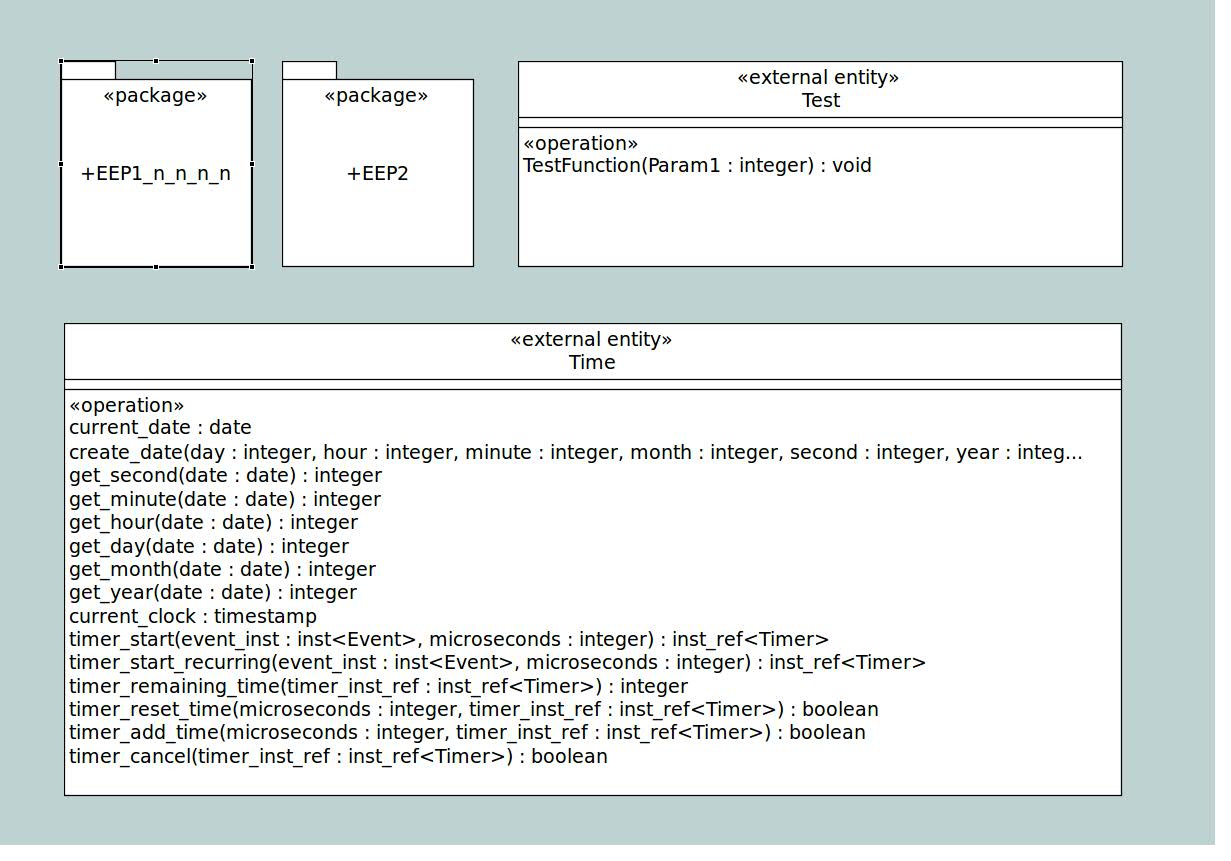 «package»
+EEP1_n_n_n_n
«package»
+EEP2
«external entity»
Test
«operation»
TestFunction(Param1 : integer) : void
«external entity»
Time
«operation»
current_date : date
create_date(day : integer, hour : integer, minute : integer, month : integer, second : integer, year : integ...
get_second(date : date) : integer
get_minute(date : date) : integer
get_hour(date : date) : integer
get_day(date : date) : integer
get_month(date : date) : integer
get_year(date : date) : integer
current_clock : timestamp
timer_start(event_inst : inst<Event>, microseconds : integer) : inst_ref<Timer>
timer_start_recurring(event_inst : inst<Event>, microseconds : integer) : inst_ref<Timer>
timer_remaining_time(timer_inst_ref : inst_ref<Timer>) : integer
timer_reset_time(microseconds : integer, timer_inst_ref : inst_ref<Timer>) : boolean
timer_add_time(microseconds : integer, timer_inst_ref : inst_ref<Timer>) : boolean
timer_cancel(timer_inst_ref : inst_ref<Timer>) : boolean